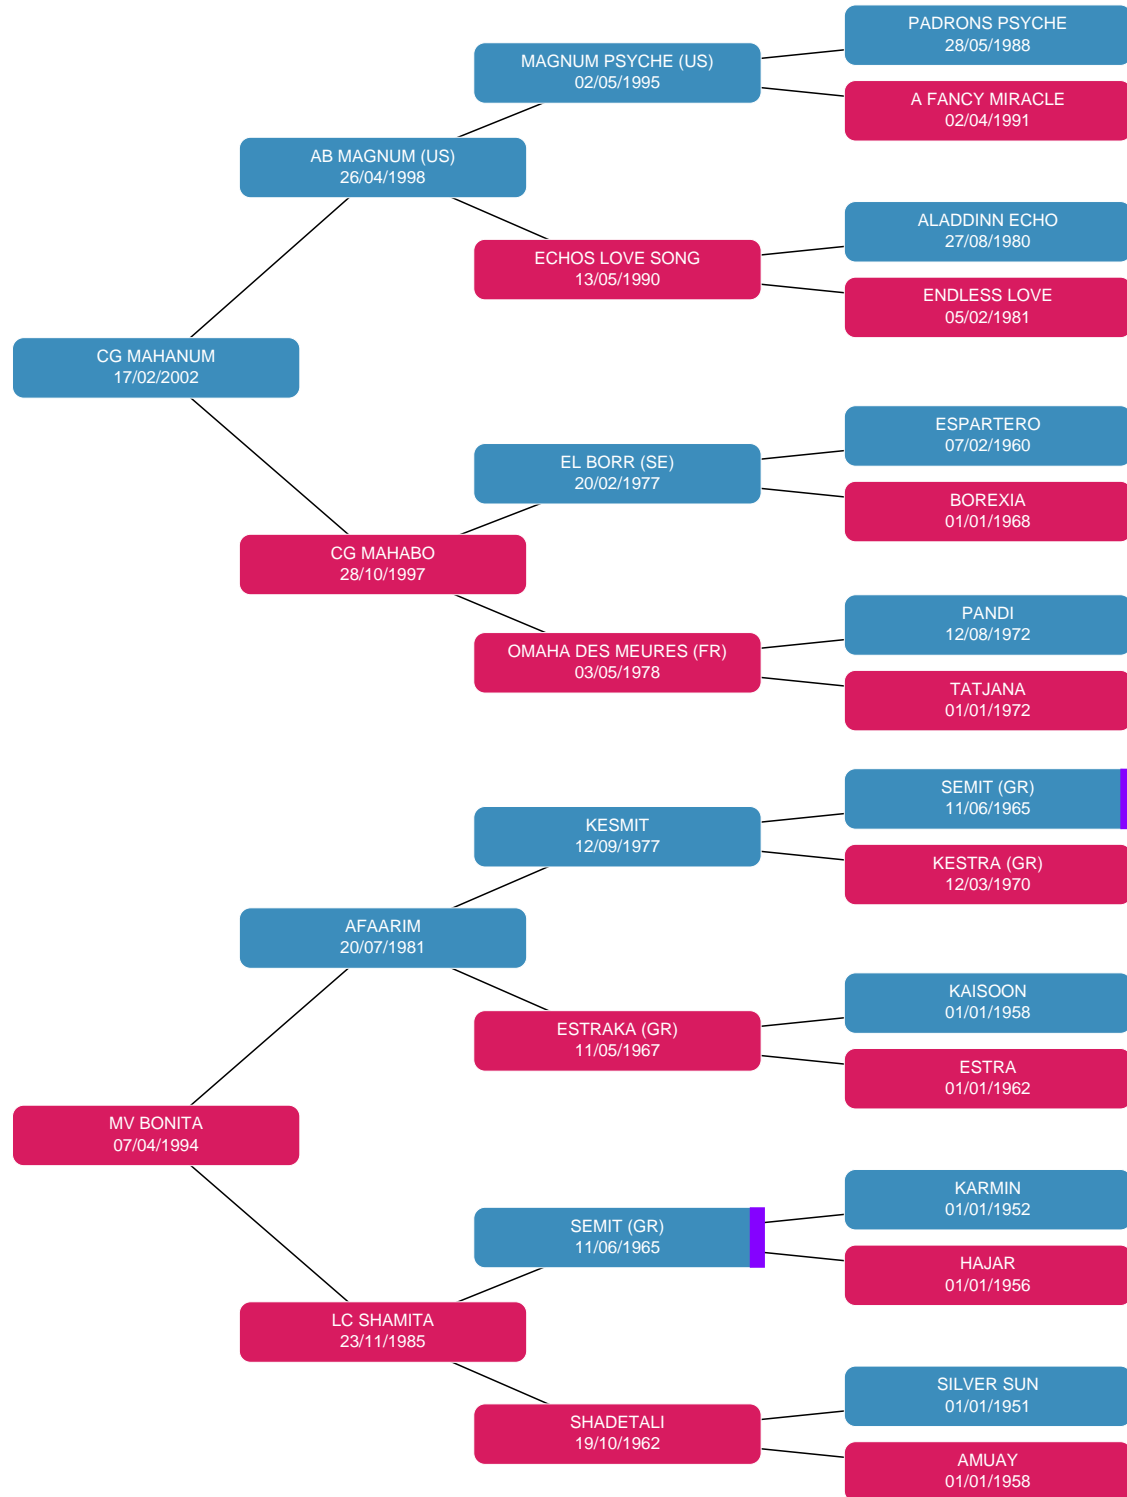 PADRONS PSYCHE
28/05/1988
MAGNUM PSYCHE (US)
02/05/1995
A FANCY MIRACLE
02/04/1991
AB MAGNUM (US)
26/04/1998
ALADDINN ECHO
27/08/1980
ECHOS LOVE SONG
13/05/1990
ENDLESS LOVE
05/02/1981
CG MAHANUM
17/02/2002
ESPARTERO
07/02/1960
EL BORR (SE)
20/02/1977
BOREXIA
01/01/1968
CG MAHABO
28/10/1997
PANDI
12/08/1972
OMAHA DES MEURES (FR)
03/05/1978
TATJANA
01/01/1972
SEMIT (GR)
11/06/1965
KESMIT
12/09/1977
KESTRA (GR)
12/03/1970
AFAARIM
20/07/1981
KAISOON
01/01/1958
ESTRAKA (GR)
11/05/1967
ESTRA
01/01/1962
MV BONITA
07/04/1994
KARMIN
01/01/1952
SEMIT (GR)
11/06/1965
HAJAR
01/01/1956
LC SHAMITA
23/11/1985
SILVER SUN
01/01/1951
SHADETALI
19/10/1962
AMUAY
01/01/1958